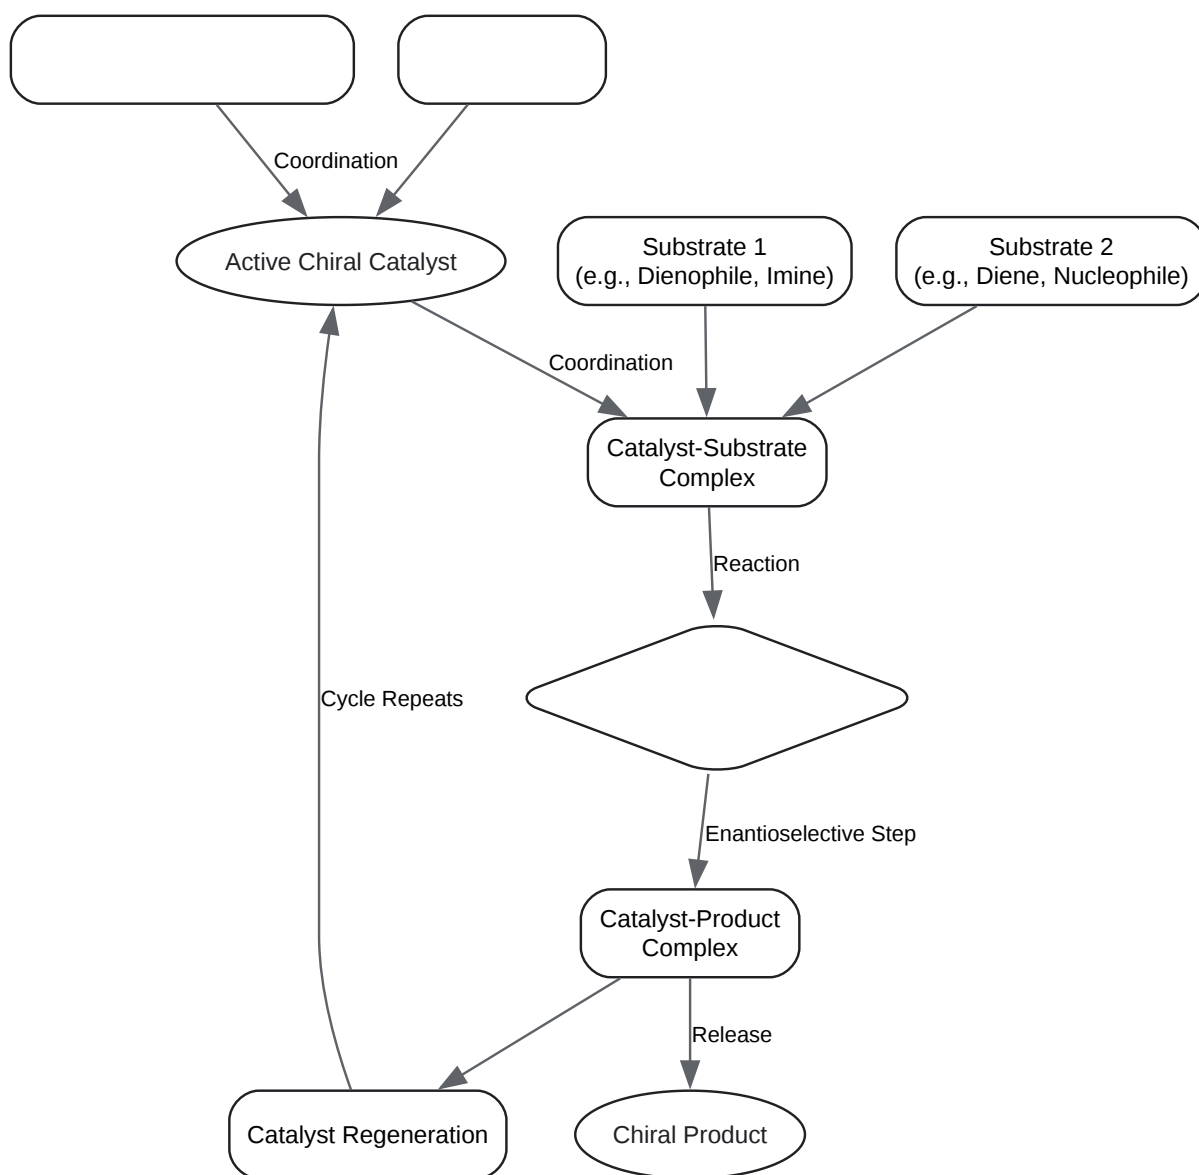 Coordination
Active Chiral Catalyst
Substrate 1
(e.g., Dienophile, Imine)
Substrate 2
(e.g., Diene, Nucleophile)
Coordination
Catalyst-Substrate
Complex
Reaction
Cycle Repeats
Enantioselective Step
Catalyst-Product
Complex
Release
Catalyst Regeneration
Chiral Product